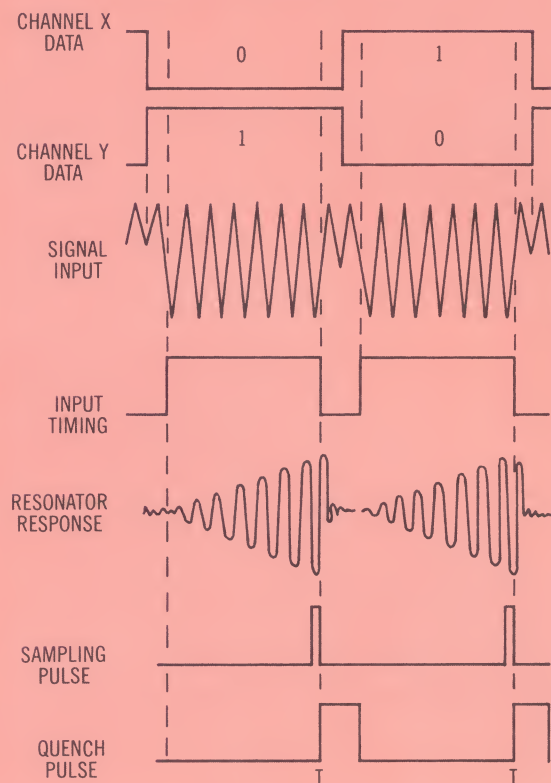 CHANNEL X
DATA
0
1
CHANNEL Y
DATA
1
0
SIGNAL
INPUT
INPUT
TIMING
RESONATOR
RESPONSE
SAMPLING
PULSE
QUENCH
PULSE
T
T